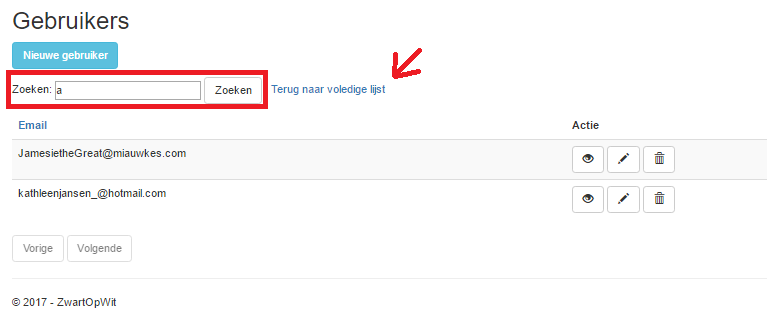 Gebruikers
Nieuwe gebruiker
Zoeken: a Zoeken Terug naar voledige lijst
Email Actie
JamesietheGreat@miauwkes.com
kathleenjansen_@hotmail.com
Vorige Volgende
© 2017 - ZwartOpWit